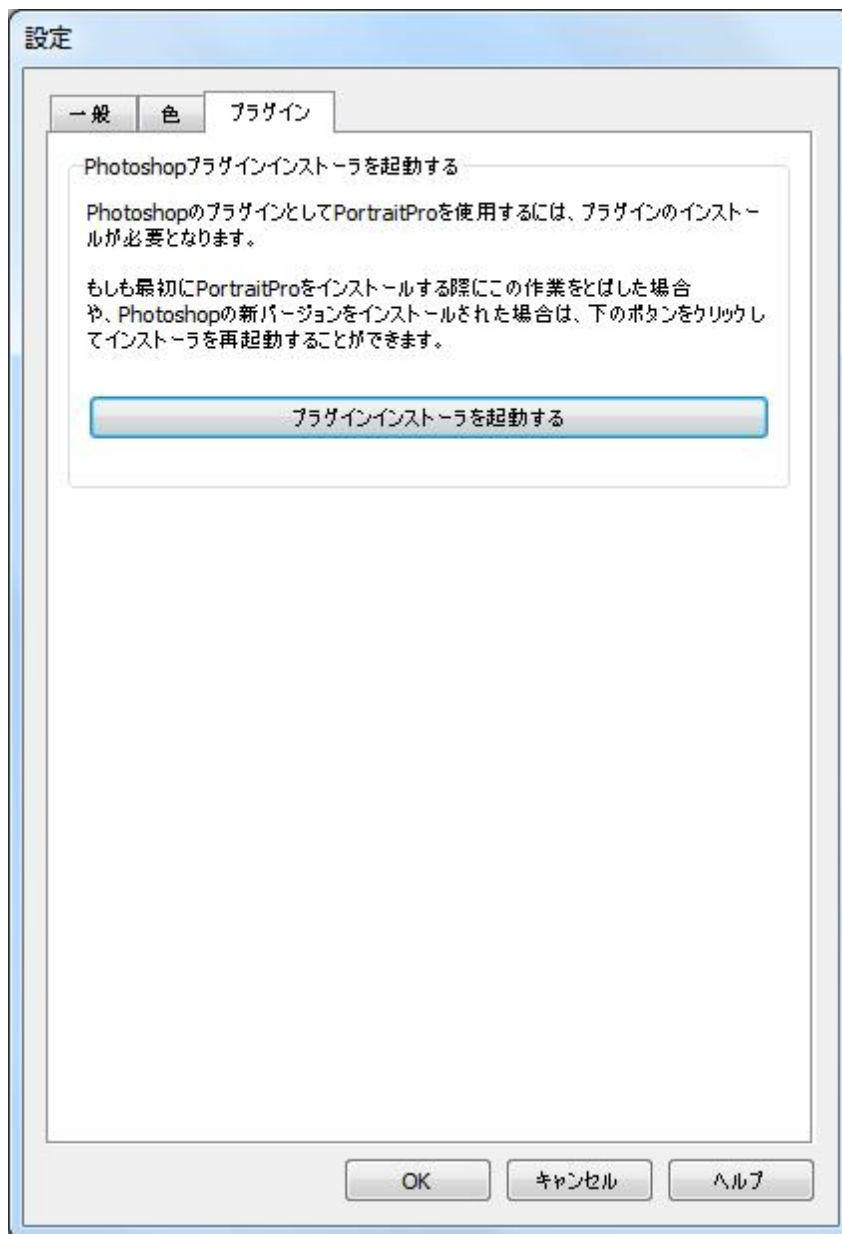 設定
一般
色
プラグイン
Photoshopプラグインインストーラを起動する
PhotoshopのプラグインとしてPortraitProを使用するには、プラグインのインストー
ルが必要となります。
もしも最初にPortraitProをインストールする際にこの作業をとばした場合
や、Photoshopの新バージョンをインストールされた場合は、下のボタンをクリックし
てインストーラを再起動することができます。
プラグインインストーラを起動する
OK
キャンセル
ヘルプ